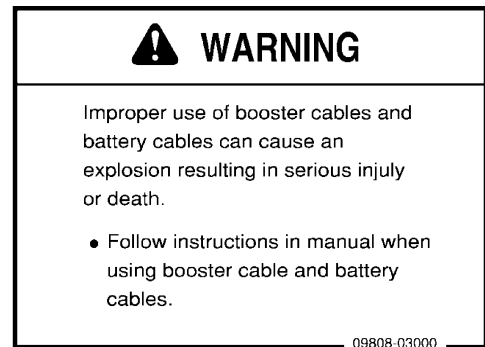 WARNING
Improper use of booster cables and
battery cables can cause an
explosion resulting in serious injuly
or death.
● Follow instructions in manual when
using booster cable and battery
cables.
09808-03000